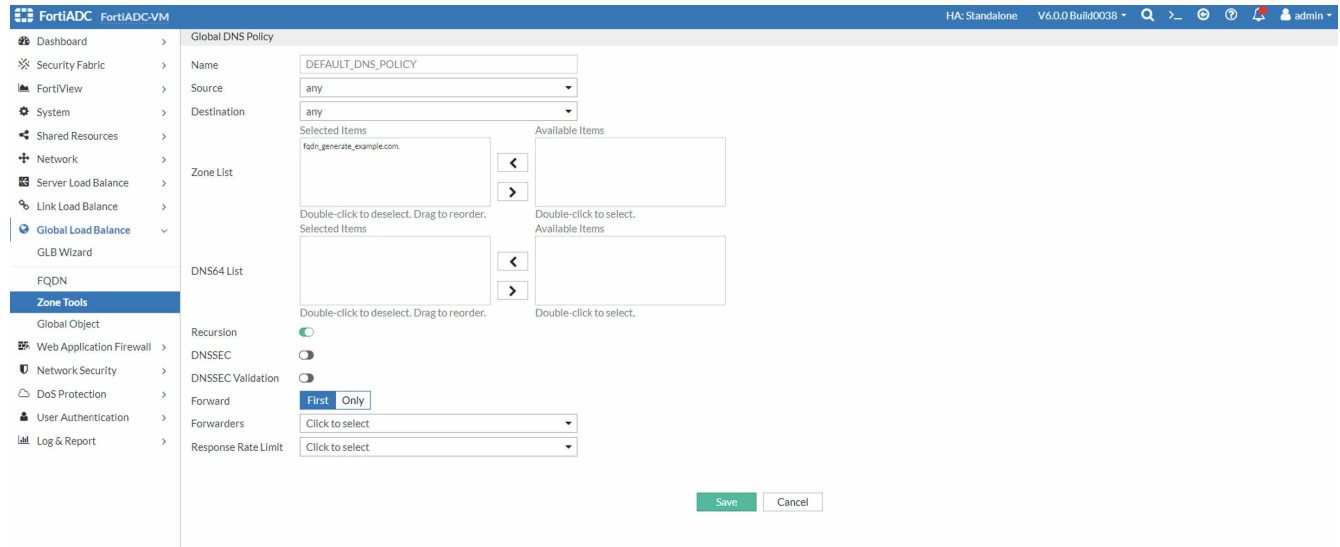 FortiADC FortiADC-VM
HA: Standalone V6.0.0 Build0038 admin
Dashboard
Security Fabric
FortiView
System
Shared Resources
Network
Server Load Balance
Link Load Balance
Global Load Balance
GLB Wizard
FQDN
Zone Tools
Global Object
Web Application Firewall
Network Security
DoS Protection
User Authentication
Log & Report
Global DNS Policy
Name DEFAULT_DNS_POLICY
Source any
Destination any
Selected Items Available Items
Zone List fqdn_generate_example.com.
Double-click to deselect. Drag to reorder. Double-click to select.
Selected Items Available Items
DNS64 List
Double-click to deselect. Drag to reorder. Double-click to select.
Recursion
DNSSEC
DNSSEC Validation
Forward First Only
Forwarders Click to select
Response Rate Limit Click to select
Save Cancel